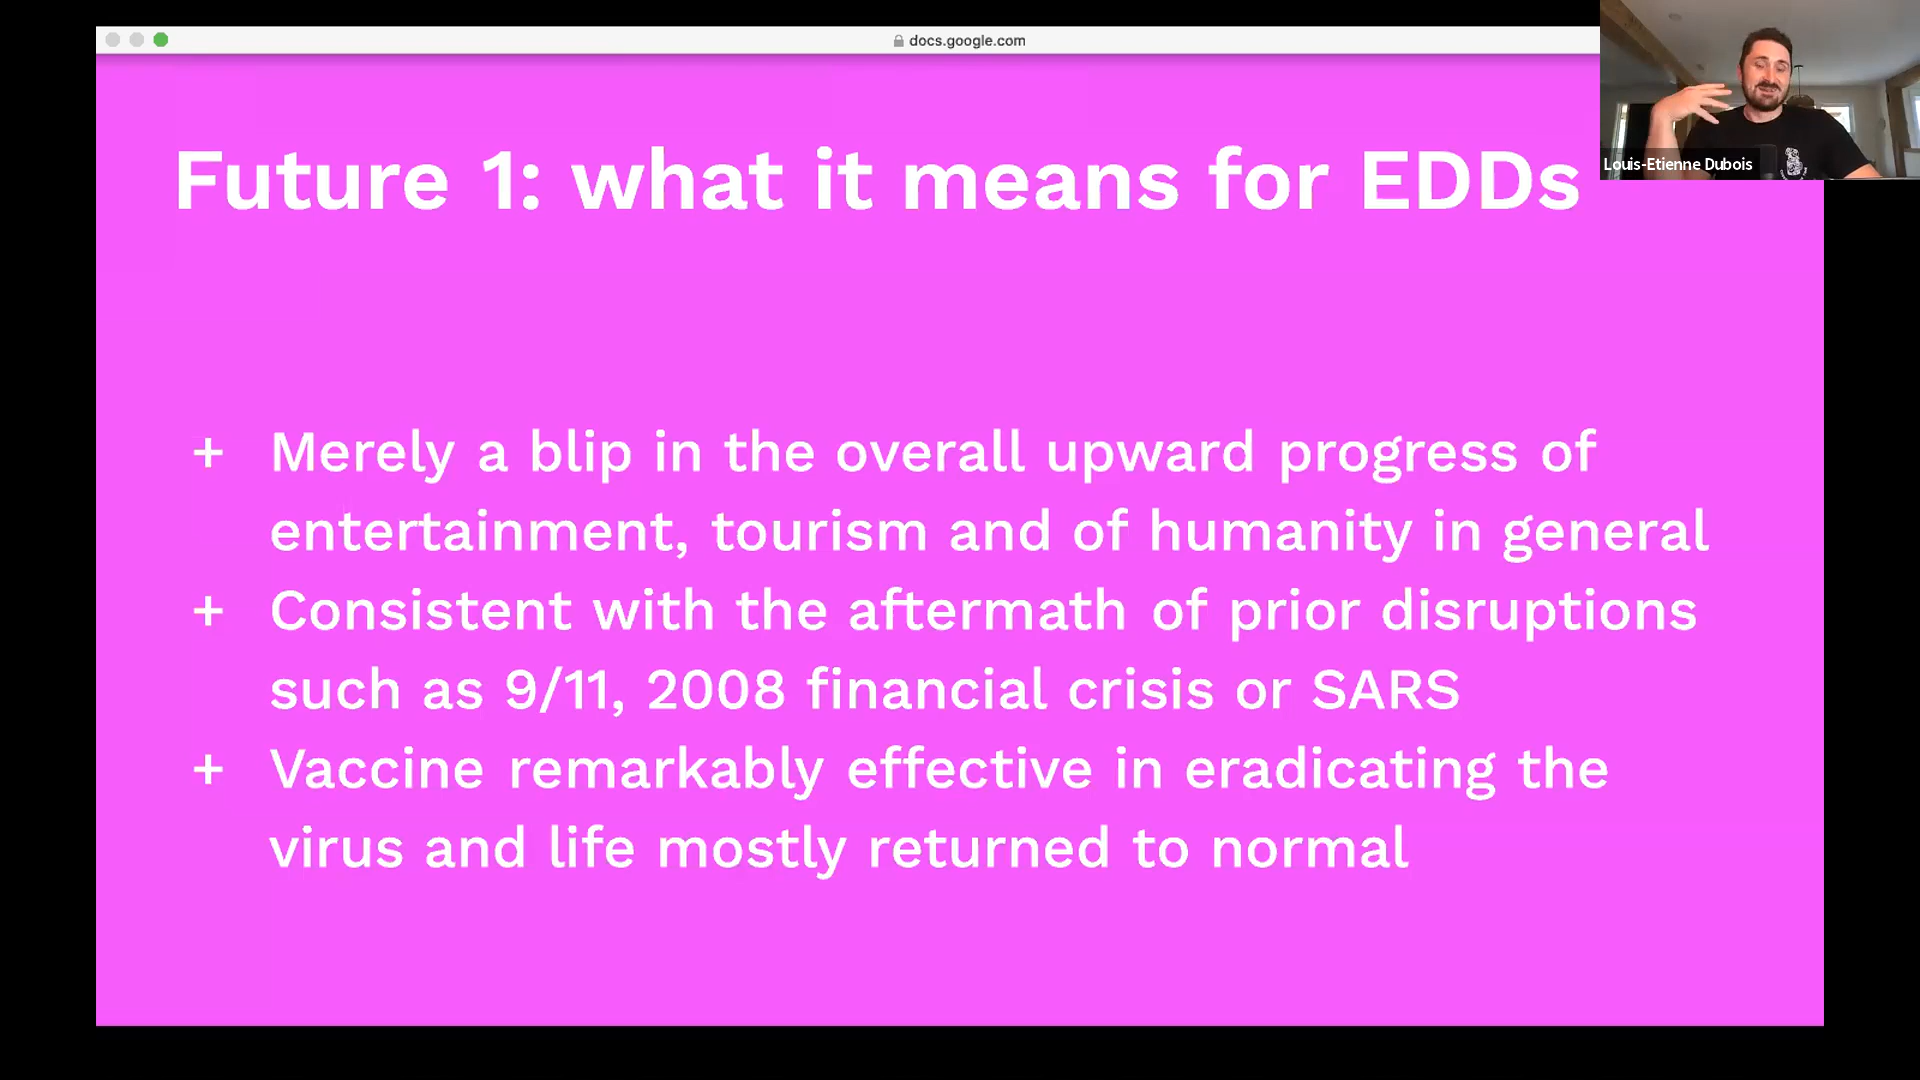 docs.google.com
Louis-Etienne Dubois
Future 1: what it means for EDDs
+ Merely a blip in the overall upward progress of
entertainment, tourism and of humanity in general
+ Consistent with the aftermath of prior disruptions
such as 9/11, 2008 financial crisis or SARS
+ Vaccine remarkably effective in eradicating the
virus and life mostly returned to normal